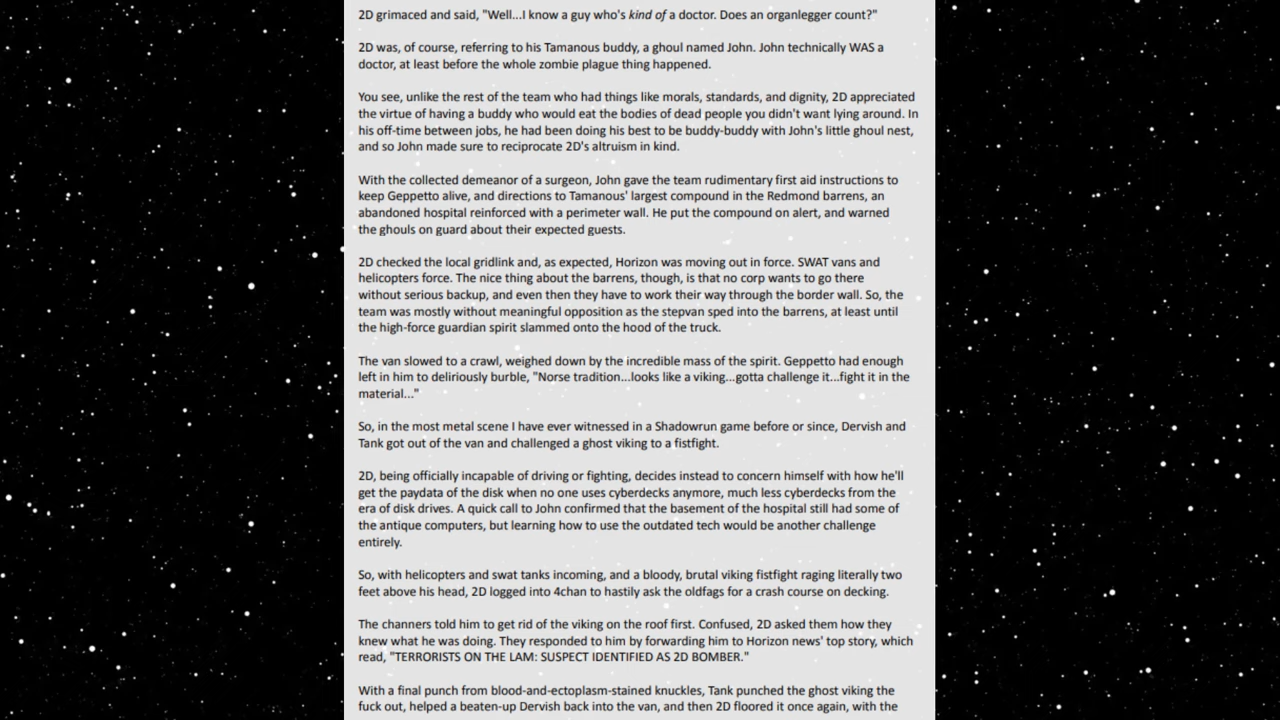 2D grimaced and said, "Well...I know a guy who's kind of a doctor. Does an organlegger count?"
2D was, of course, referring to his Tamanous buddy, a ghoul named John. John technically WAS a
doctor, at least before the whole zombie plague thing happened.
You see, unlike the rest of the team who had things like morals, standards, and dignity, 2D appreciated
the virtue of having a buddy who would eat the bodies of dead people you didn't want lying around. In
his off-time between jobs, he had been doing his best to be buddy-buddy with John's little ghoul nest,
and so John made sure to reciprocate 2D's altruism in kind.
With the collected demeanor of a surgeon, John gave the team rudimentary first aid instructions to
keep Geppetto alive, and directions to Tamanous' largest compound in the Redmond barrens, an
abandoned hospital reinforced with a perimeter wall. He put the compound on alert, and warned
the ghouls on guard about their expected guests.
2D checked the local gridlink and, as expected, Horizon was moving out in force. SWAT vans and
helicopters force. The nice thing about the barrens, though, is that no corp wants to go there
without serious backup, and even then they have to work their way through the border wall. So, the
team was mostly without meaningful opposition as the stepvan sped into the barrens, at least until
the high-force guardian spirit slammed onto the hood of the truck.
The van slowed to a crawl, weighed down by the incredible mass of the spirit. Geppetto had enough
left in him to deliriously burble, "Norse tradition...looks like a viking...gotta challenge it...fight it in the
material..."
So, in the most metal scene I have ever witnessed in a Shadowrun game before or since, Dervish and
Tank got out of the van and challenged a ghost viking to a fistfight.
2D, being officially incapable of driving or fighting, decides instead to concern himself with how he'll
get the paydata of the disk when no one uses cyberdecks anymore, much less cyberdecks from the
era of disk drives. A quick call to John confirmed that the basement of the hospital still had some of
the antique computers, but learning how to use the outdated tech would be another challenge
entirely.
So, with helicopters and swat tanks incoming, and a bloody, brutal viking fistfight raging literally two
feet above his head, 2D logged into 4chan to hastily ask the oldfags for a crash course on decking.
The channers told him to get rid of the viking on the roof first. Confused, 2D asked them how they
knew what he was doing. They responded to him by forwarding him to Horizon news' top story, which
read, "TERRORISTS ON THE LAM: SUSPECT IDENTIFIED AS 2D BOMBER."
With a final punch from blood-and-ectoplasm-stained knuckles, Tank punched the ghost viking the
fuck out, helped a beaten-up Dervish back into the van, and then 2D floored it once again, with the